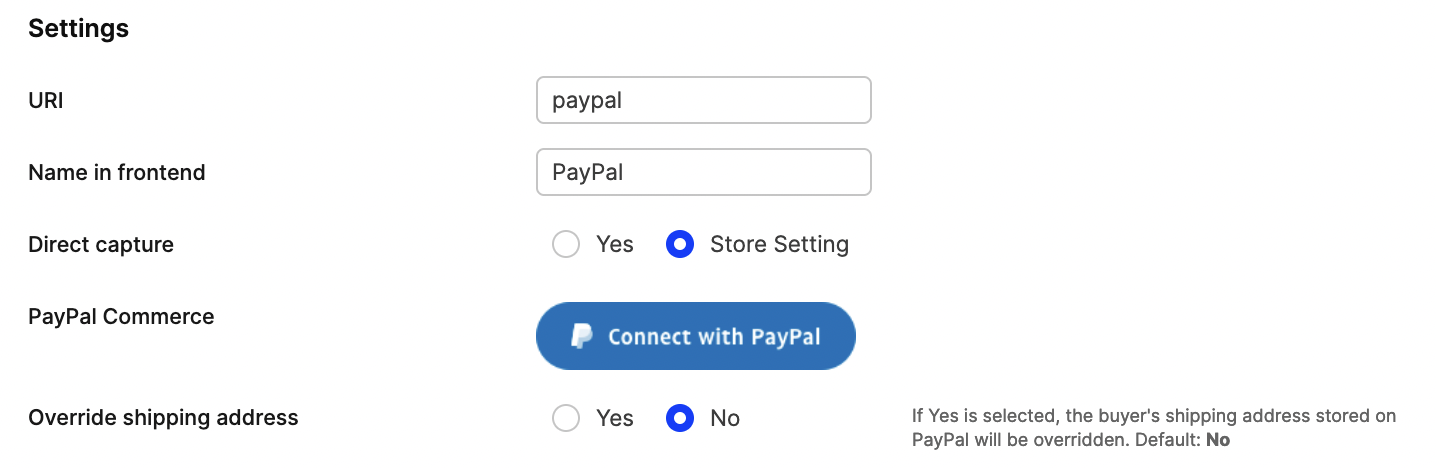 Settings
URI
paypal
Name in frontend
PayPal
Direct capture
Yes
Store Setting
PayPal Commerce
Connect with PayPal
Override shipping address
Yes
No
If Yes is selected, the buyer's shipping address stored on
PayPal will be overridden. Default: No